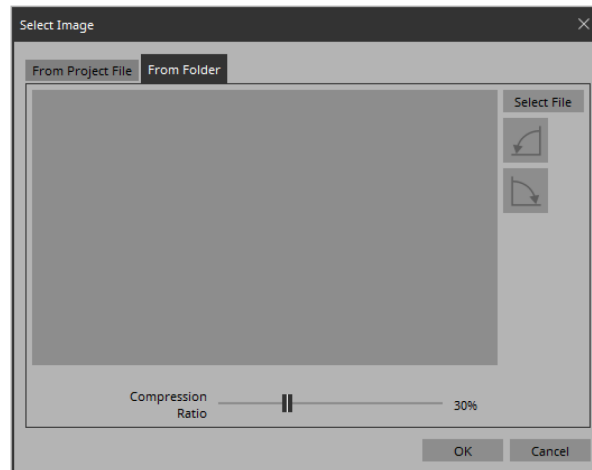 Select Image
From Project File
From Folder
Select File
Compression
Ratio
30%
OK
Cancel